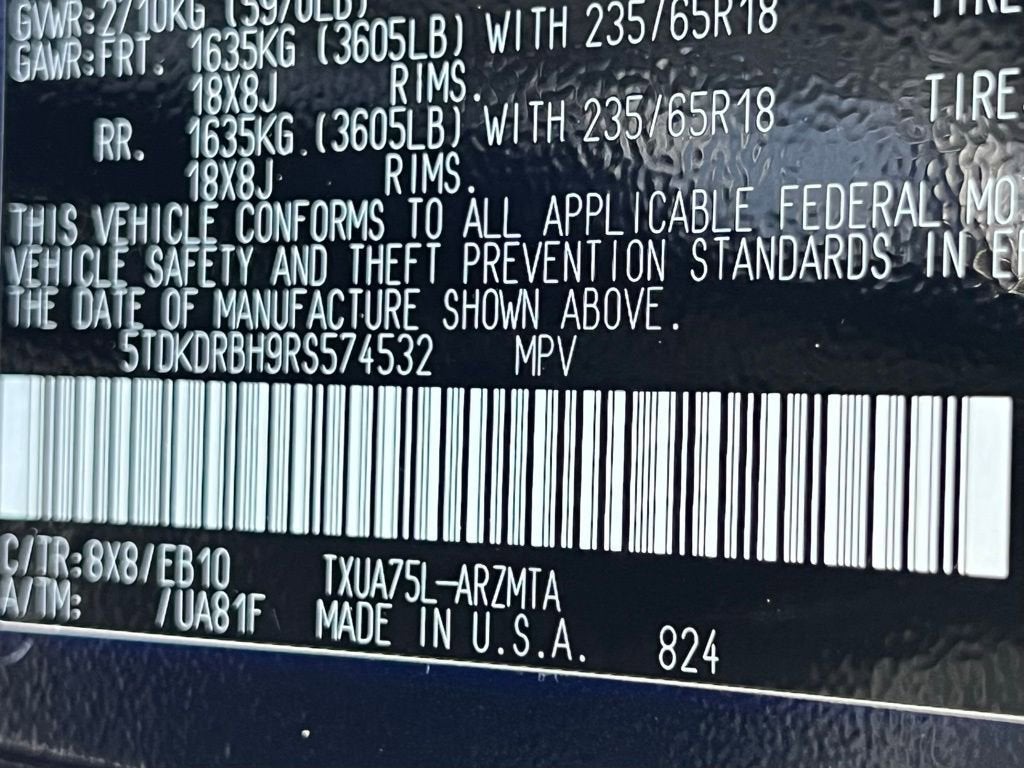 GVWR:2710KG (5970LB)
GAWR:FRT. 1635KG (3605LB) WITH 235/65R18 TIRE
18X8J RIMS.
RR. 1635KG (3605LB) WITH 235/65R18 TIRE
18X8J RIMS.
THIS VEHICLE CONFORMS TO ALL APPLICABLE FEDERAL MO
VEHICLE SAFETY AND THEFT PREVENTION STANDARDS IN E
THE DATE OF MANUFACTURE SHOWN ABOVE.
5TDKDRBH9RS574532 MPV
C/TR:8X8/EB10 TXUA75L-ARZMTA
A/TM: /UA81F MADE IN U.S.A. 824